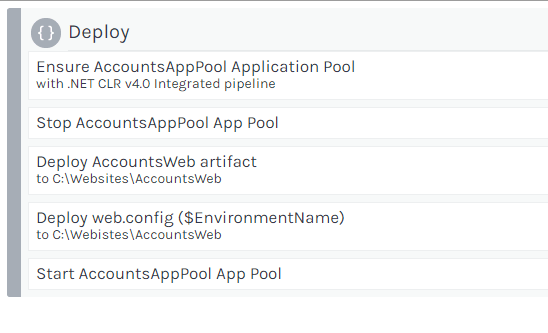 { } Deploy
Ensure AccountsAppPool Application Pool
with .NET CLR v4.0 Integrated pipeline
Stop AccountsAppPool App Pool
Deploy AccountsWeb artifact
to C:\Websites\AccountsWeb
Deploy web.config ($EnvironmentName)
to C:\Webistes\AccountsWeb
Start AccountsAppPool App Pool